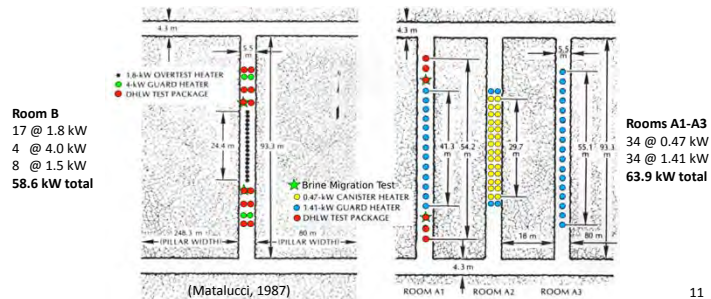 4.3 m
5.5 m
1.8-kW OVERTEST HEATER
4-kW GUARD HEATER
DHLW TEST PACKAGE
Room B
17 @ 1.8 kW
4 @ 4.0 kW
8 @ 1.5 kW
58.6 kW total
24.4 m
93.3 m
248.3 m
(PILLAR WIDTH)
80 m
(PILLAR WIDTH)
(Matalucci, 1987)
Brine Migration Test
0.47-kW CANISTER HEATER
1.41-kW GUARD HEATER
DHLW TEST PACKAGE
4.3 m
5.5 m
41.3 m
54.2 m
29.7 m
55.1 m
93.3 m
18 m
80 m
4.3 m
ROOM A1
ROOM A2
ROOM A3
Rooms A1-A3
34 @ 0.47 kW
34 @ 1.41 kW
63.9 kW total
11